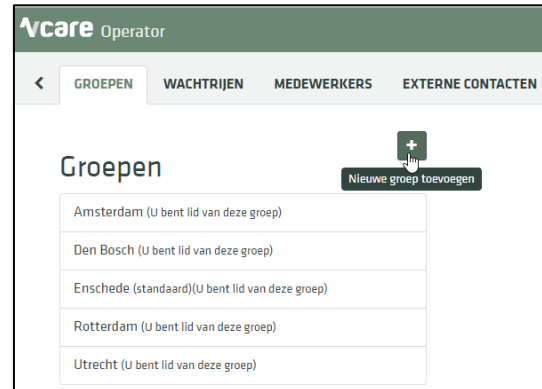 Vcare Operator
< GROEPEN WACHTRIJEN MEDEWERKERS EXTERNE CONTACTEN
+
Groepen
Nieuwe groep toevoegen
Amsterdam (U bent lid van deze groep)
Den Bosch (U bent lid van deze groep)
Enschede (standaard)(U bent lid van deze groep)
Rotterdam (U bent lid van deze groep)
Utrecht (U bent lid van deze groep)